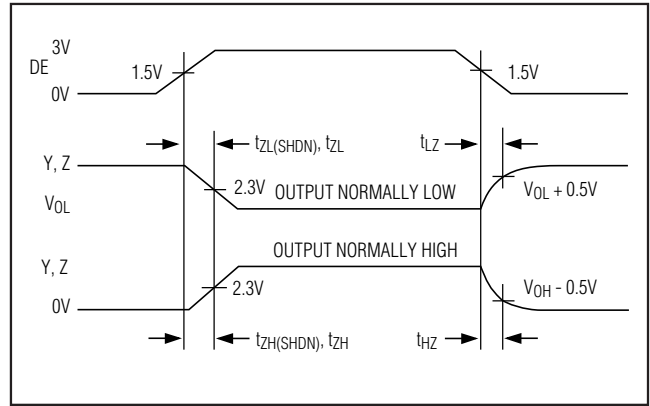 3V
DE
1.5V
1.5V
0V
tZL(SHDN), tZL
tLZ
Y, Z
2.3V
OUTPUT NORMALLY LOW
VOL + 0.5V
VOL
OUTPUT NORMALLY HIGH
Y, Z
2.3V
VOH - 0.5V
0V
tZH(SHDN), tZH
tHZ